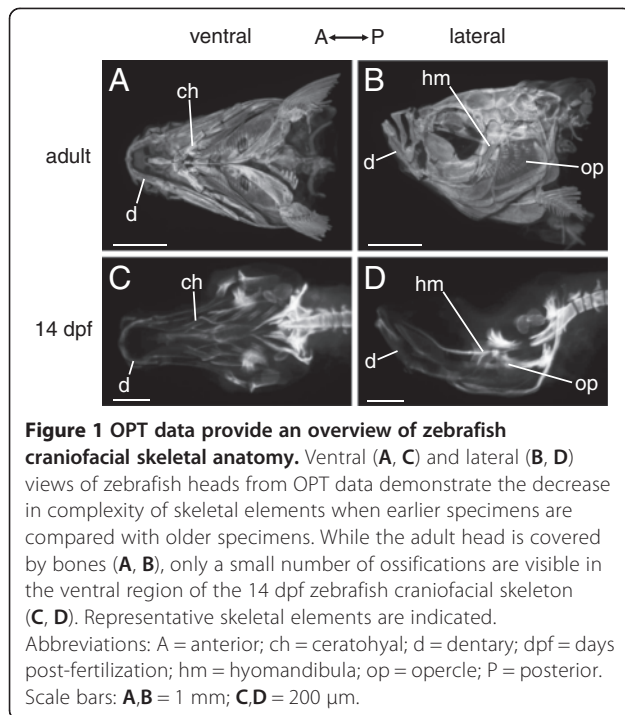 ventral A↔P lateral
A
ch
d
B
hm
d
op
adult
C
ch
d
D
hm
d
op
14 dpf
Figure 1 OPT data provide an overview of zebrafish
craniofacial skeletal anatomy. Ventral (A, C) and lateral (B, D)
views of zebrafish heads from OPT data demonstrate the decrease
in complexity of skeletal elements when earlier specimens are
compared with older specimens. While the adult head is covered
by bones (A, B), only a small number of ossifications are visible in
the ventral region of the 14 dpf zebrafish craniofacial skeleton
(C, D). Representative skeletal elements are indicated.
Abbreviations: A = anterior; ch = ceratohyal; d = dentary; dpf = days
post-fertilization; hm = hyomandibula; op = opercle; P = posterior.
Scale bars: A,B = 1 mm; C,D = 200 μm.